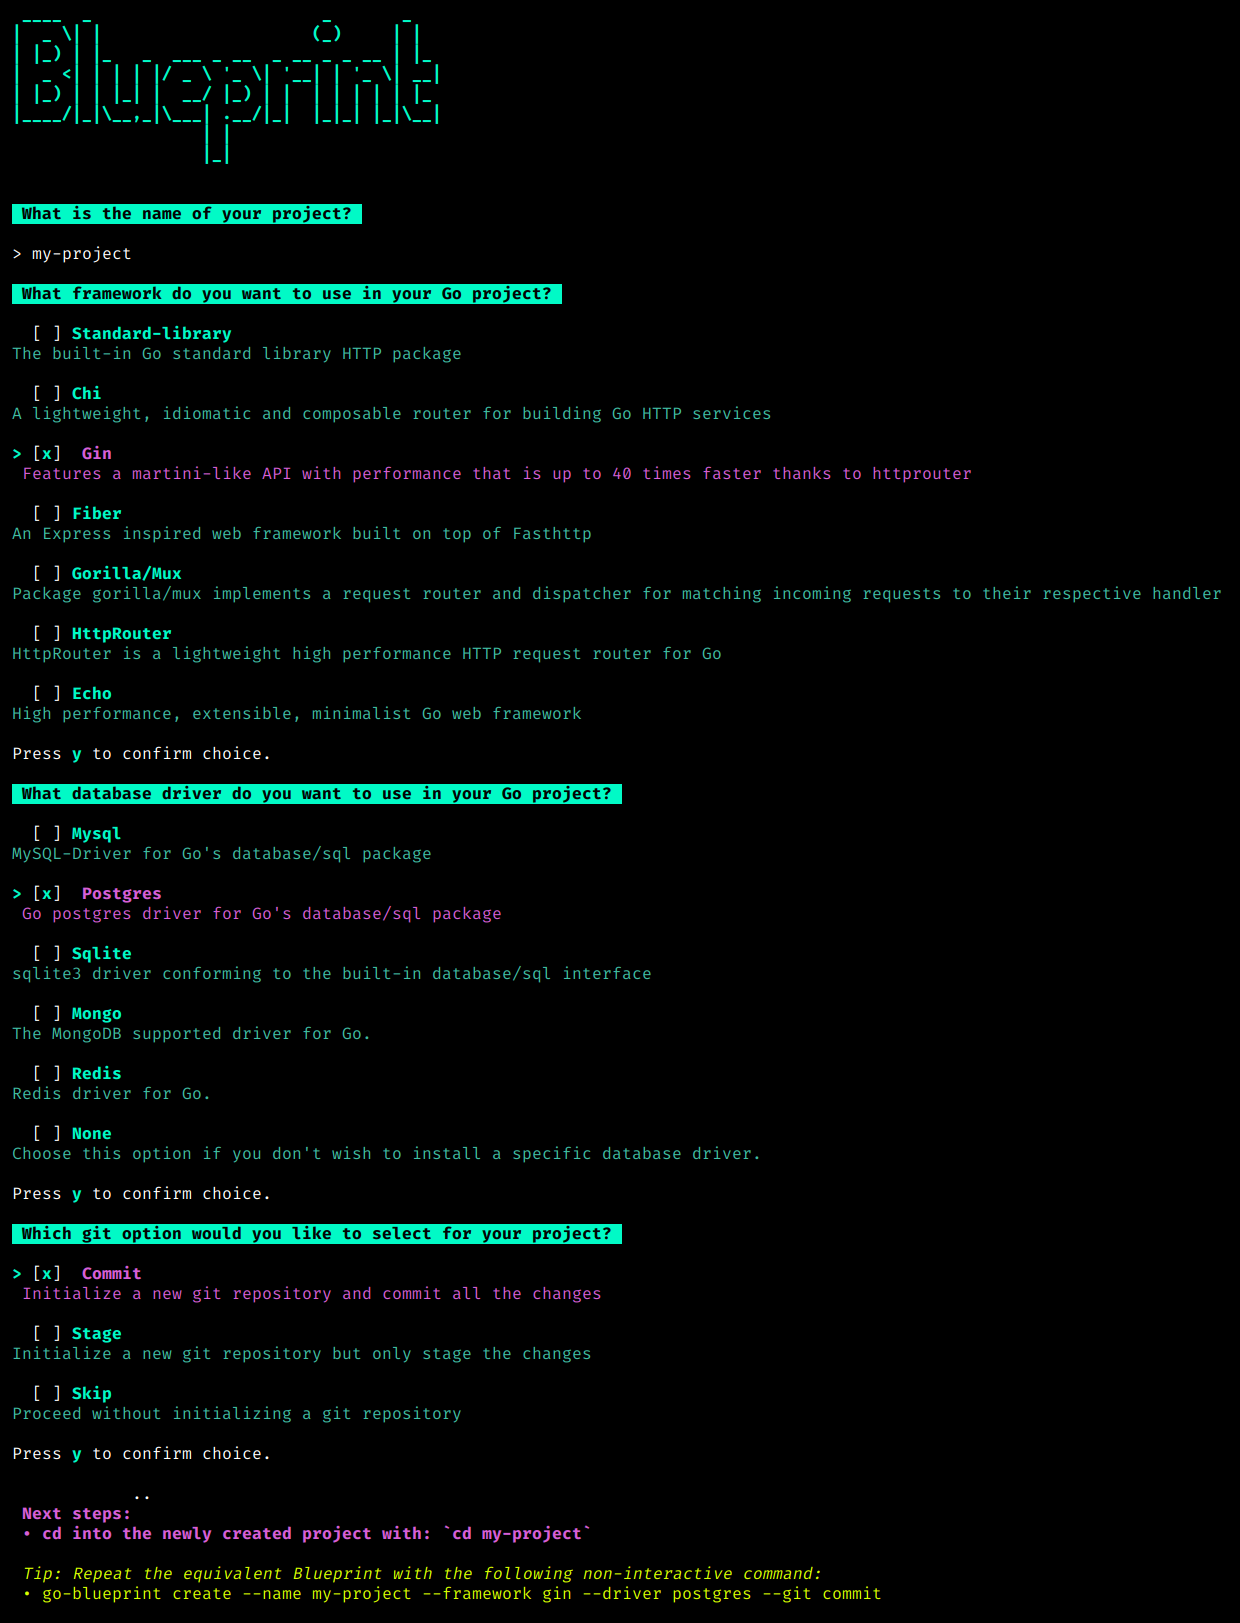 Blueprint
What is the name of your project?
> my-project
What framework do you want to use in your Go project?
[ ] Standard-library
The built-in Go standard library HTTP package
[ ] Chi
A lightweight, idiomatic and composable router for building Go HTTP services
> [x]  Gin
Features a martini-like API with performance that is up to 40 times faster thanks to httprouter
[ ] Fiber
An Express inspired web framework built on top of Fasthttp
[ ] Gorilla/Mux
Package gorilla/mux implements a request router and dispatcher for matching incoming requests to their respective handler
[ ] HttpRouter
HttpRouter is a lightweight high performance HTTP request router for Go
[ ] Echo
High performance, extensible, minimalist Go web framework
Press y to confirm choice.
What database driver do you want to use in your Go project?
[ ] Mysql
MySQL-Driver for Go's database/sql package
> [x]  Postgres
Go postgres driver for Go's database/sql package
[ ] Sqlite
sqlite3 driver conforming to the built-in database/sql interface
[ ] Mongo
The MongoDB supported driver for Go.
[ ] Redis
Redis driver for Go.
[ ] None
Choose this option if you don't wish to install a specific database driver.
Press y to confirm choice.
Which git option would you like to select for your project?
> [x]  Commit
Initialize a new git repository and commit all the changes
[ ] Stage
Initialize a new git repository but only stage the changes
[ ] Skip
Proceed without initializing a git repository
Press y to confirm choice.
..
Next steps:
• cd into the newly created project with: `cd my-project`
Tip: Repeat the equivalent Blueprint with the following non-interactive command:
• go-blueprint create --name my-project --framework gin --driver postgres --git commit